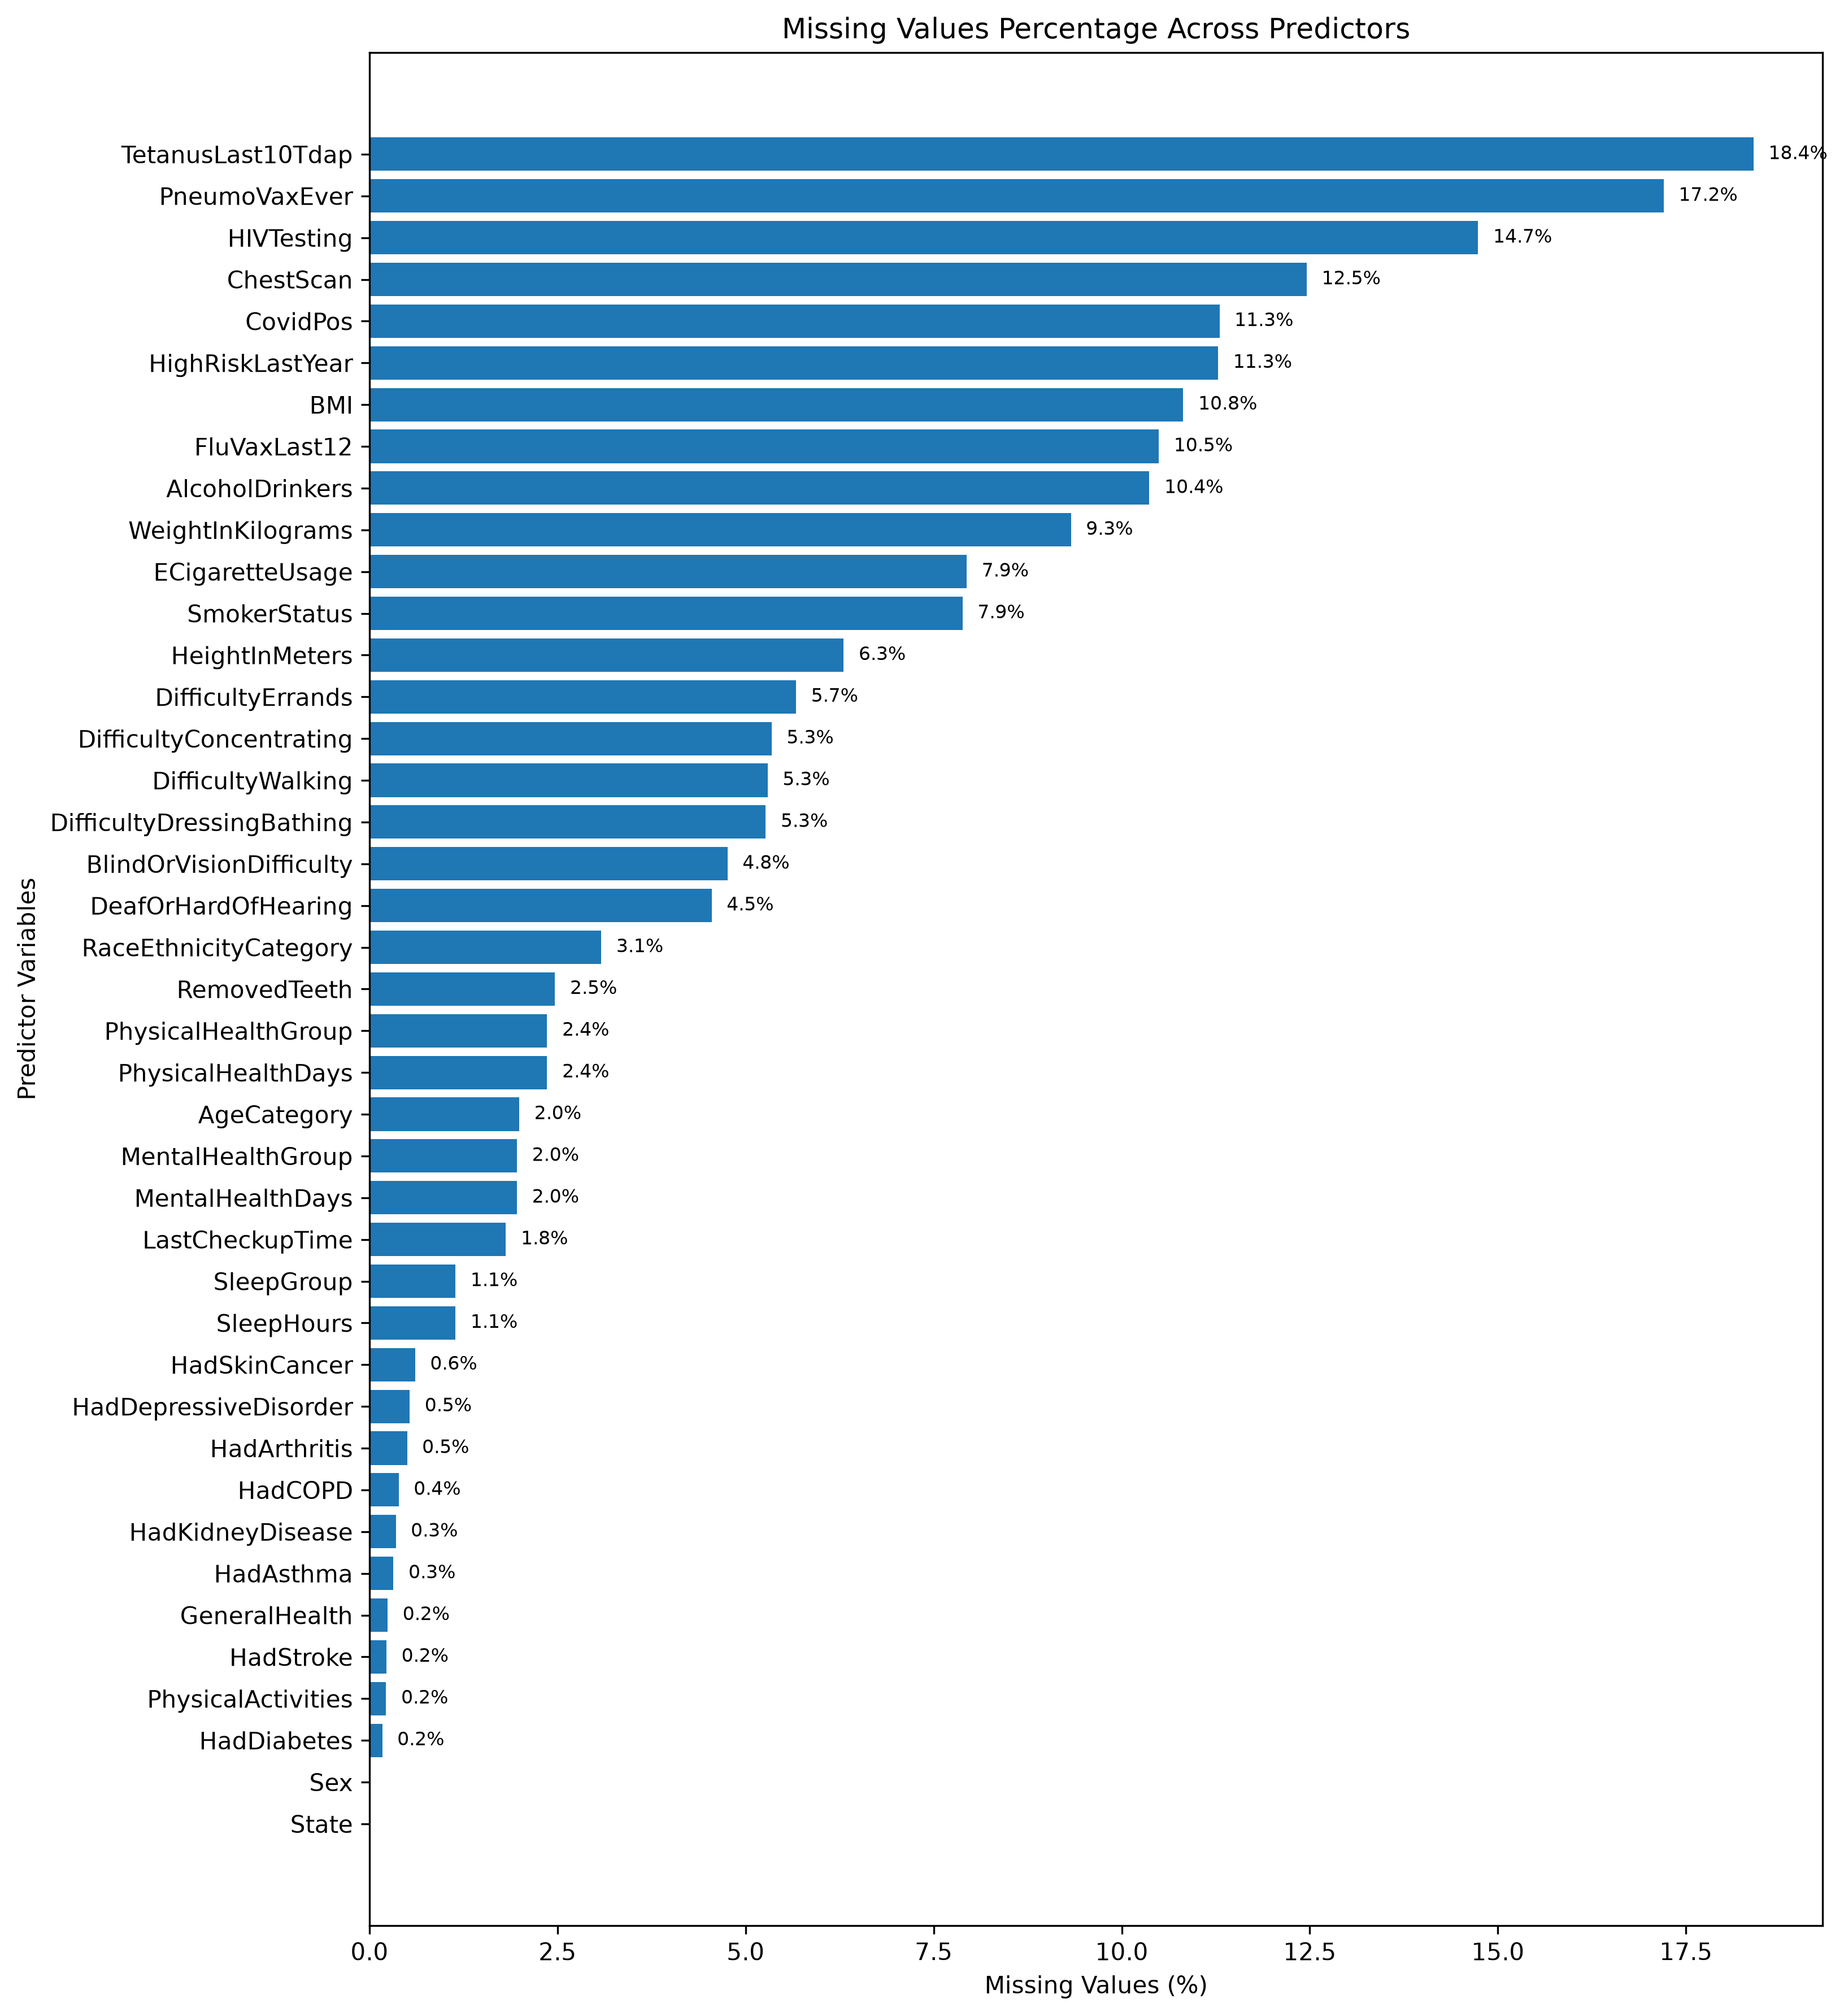 Missing Values Percentage Across Predictors
TetanusLast10Tdap 18.4%
PneumoVaxEver 17.2%
HIVTesting 14.7%
ChestScan 12.5%
CovidPos 11.3%
HighRiskLastYear 11.3%
BMI 10.8%
FluVaxLast12 10.5%
AlcoholDrinkers 10.4%
WeightInKilograms 9.3%
ECigaretteUsage 7.9%
SmokerStatus 7.9%
HeightInMeters 6.3%
DifficultyErrands 5.7%
DifficultyConcentrating 5.3%
DifficultyWalking 5.3%
DifficultyDressingBathing 5.3%
BlindOrVisionDifficulty 4.8%
DeafOrHardOfHearing 4.5%
RaceEthnicityCategory 3.1%
RemovedTeeth 2.5%
PhysicalHealthGroup 2.4%
PhysicalHealthDays 2.4%
AgeCategory 2.0%
MentalHealthGroup 2.0%
MentalHealthDays 2.0%
LastCheckupTime 1.8%
SleepGroup 1.1%
SleepHours 1.1%
HadSkinCancer 0.6%
HadDepressiveDisorder 0.5%
HadArthritis 0.5%
HadCOPD 0.4%
HadKidneyDisease 0.3%
HadAsthma 0.3%
GeneralHealth 0.2%
HadStroke 0.2%
PhysicalActivities 0.2%
HadDiabetes 0.2%
Sex
State
Predictor Variables
0.0 2.5 5.0 7.5 10.0 12.5 15.0 17.5
Missing Values (%)